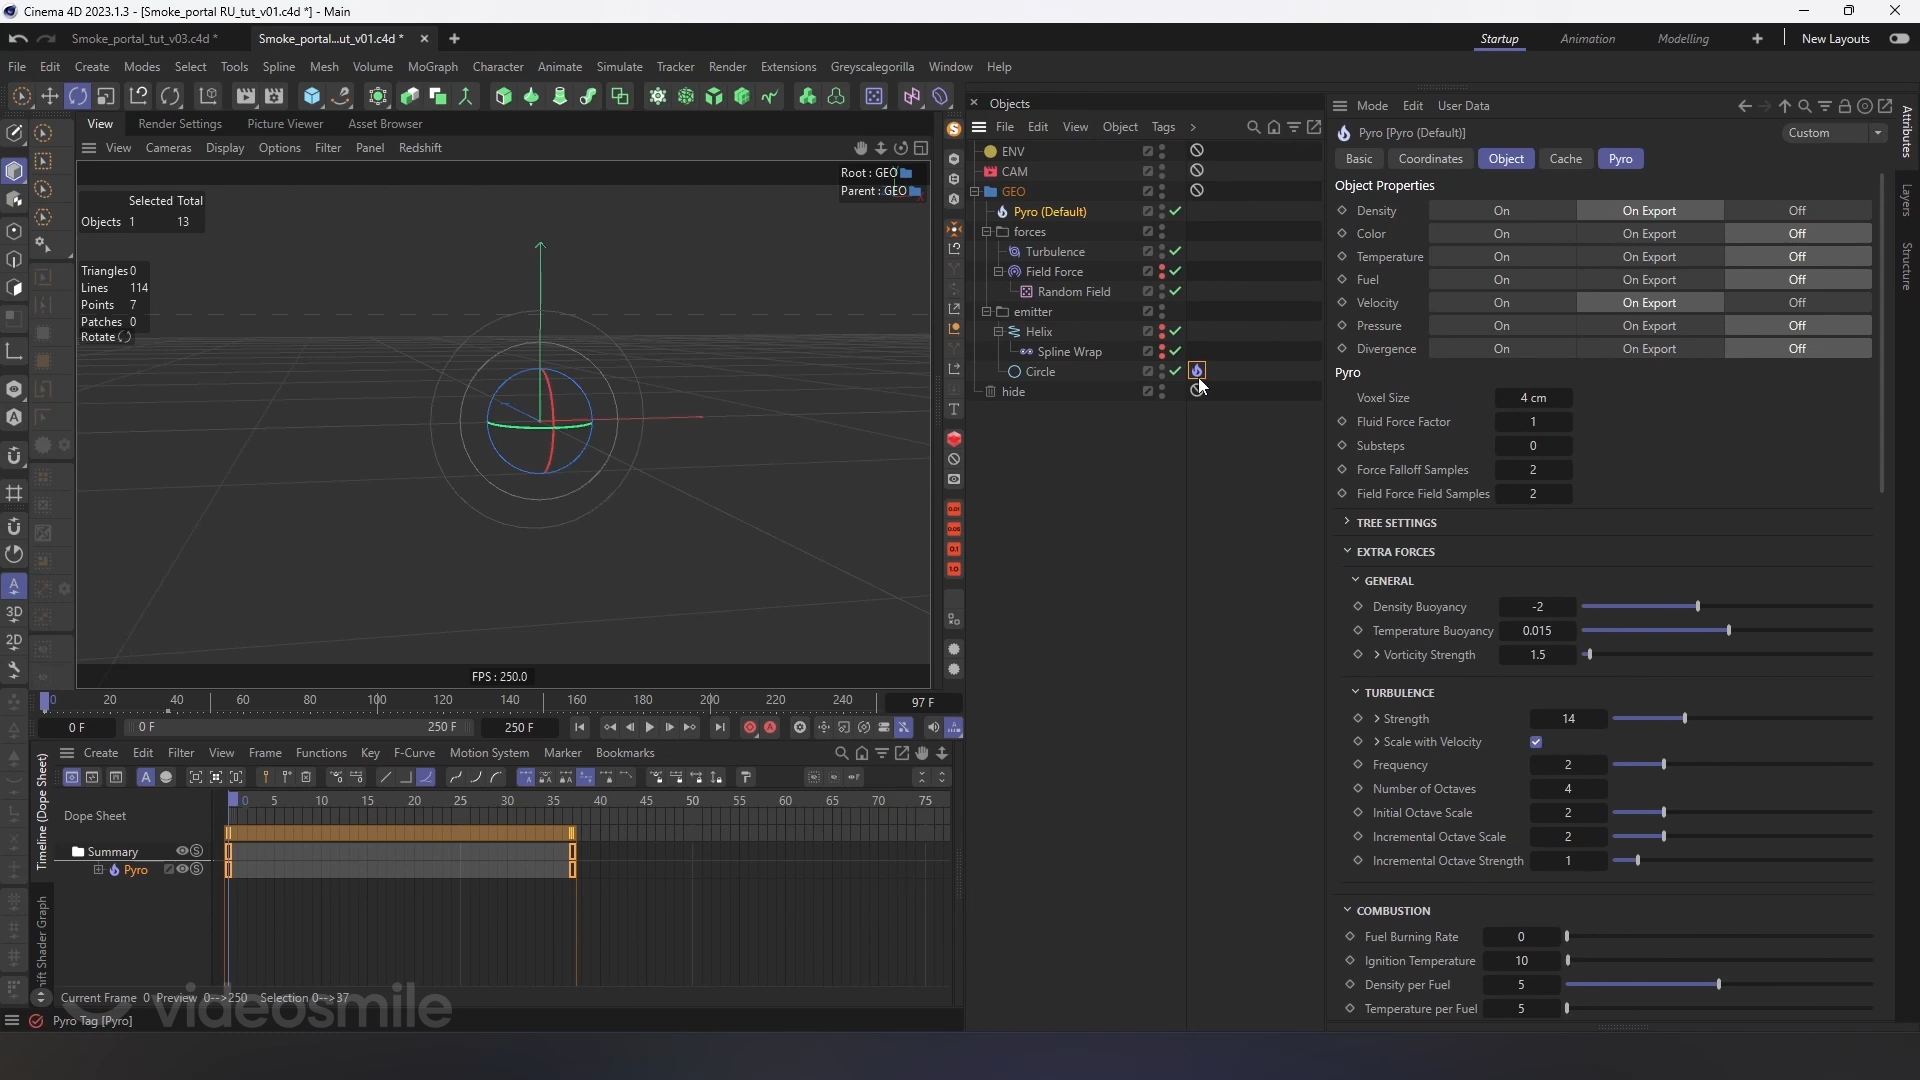 Cinema 4D 2023.1.3 - [Smoke_portal RU_tut_v01.c4d *] - Main
Smoke_portal_tut_v03.c4d *
Smoke_portal...ut_v01.c4d *
Startup
Animation
Modelling
New Layouts
File Edit Create Modes Select Tools Spline Mesh Volume MoGraph Character Animate Simulate Tracker Render Extensions Greyscalegorilla Window Help
View Render Settings Picture Viewer Asset Browser
View Cameras Display Options Filter Panel Redshift
Root : GEO
Parent : GEO
Selected Total
Objects 1 13
Triangles 0
Lines 114
Points 7
Patches 0
Rotate
FPS : 250.0
3D
2D
0 20 40 60 80 100 120 140 160 180 200 220 240
97 F
0 F
0 F
250 F
250 F
Create Edit Filter View Frame Functions Key F-Curve Motion System Marker Bookmarks
Timeline (Dope Sheet)
Dope Sheet
0 5 10 15 20 25 30 35 40 45 50 55 60 65 70 75
Summary
Pyro
Current Frame 0 Preview 0-->250 Selection 0-->37
videosmile
Pyro Tag [Pyro]
0.01
0.05
0.1
1.0
Objects
File Edit View Object Tags >
ENV
CAM
GEO
Pyro (Default)
forces
Turbulence
Field Force
Random Field
emitter
Helix
Spline Wrap
Circle
hide
Mode Edit User Data
Pyro [Pyro (Default)]
Custom
Basic Coordinates Object Cache Pyro
Object Properties
Density On On Export Off
Color On On Export Off
Temperature On On Export Off
Fuel On On Export Off
Velocity On On Export Off
Pressure On On Export Off
Divergence On On Export Off
Pyro
Voxel Size 4 cm
Fluid Force Factor 1
Substeps 0
Force Falloff Samples 2
Field Force Field Samples 2
TREE SETTINGS
EXTRA FORCES
GENERAL
Density Buoyancy -2
Temperature Buoyancy 0.015
Vorticity Strength 1.5
TURBULENCE
Strength 14
Scale with Velocity
Frequency 2
Number of Octaves 4
Initial Octave Scale 2
Incremental Octave Scale 2
Incremental Octave Strength 1
COMBUSTION
Fuel Burning Rate 0
Ignition Temperature 10
Density per Fuel 5
Temperature per Fuel 5
Attributes
Layers
Structure